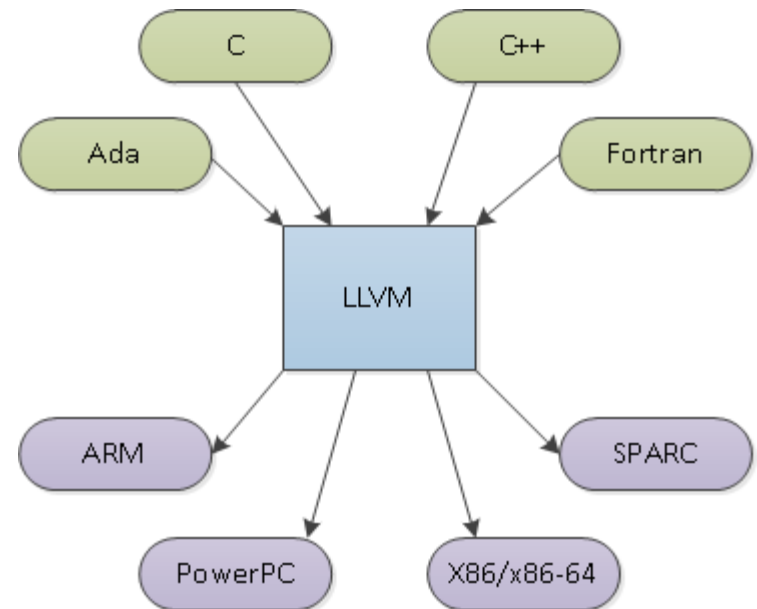 C
C++
Ada
Fortran
LLVM
ARM
SPARC
PowerPC
X86/x86-64